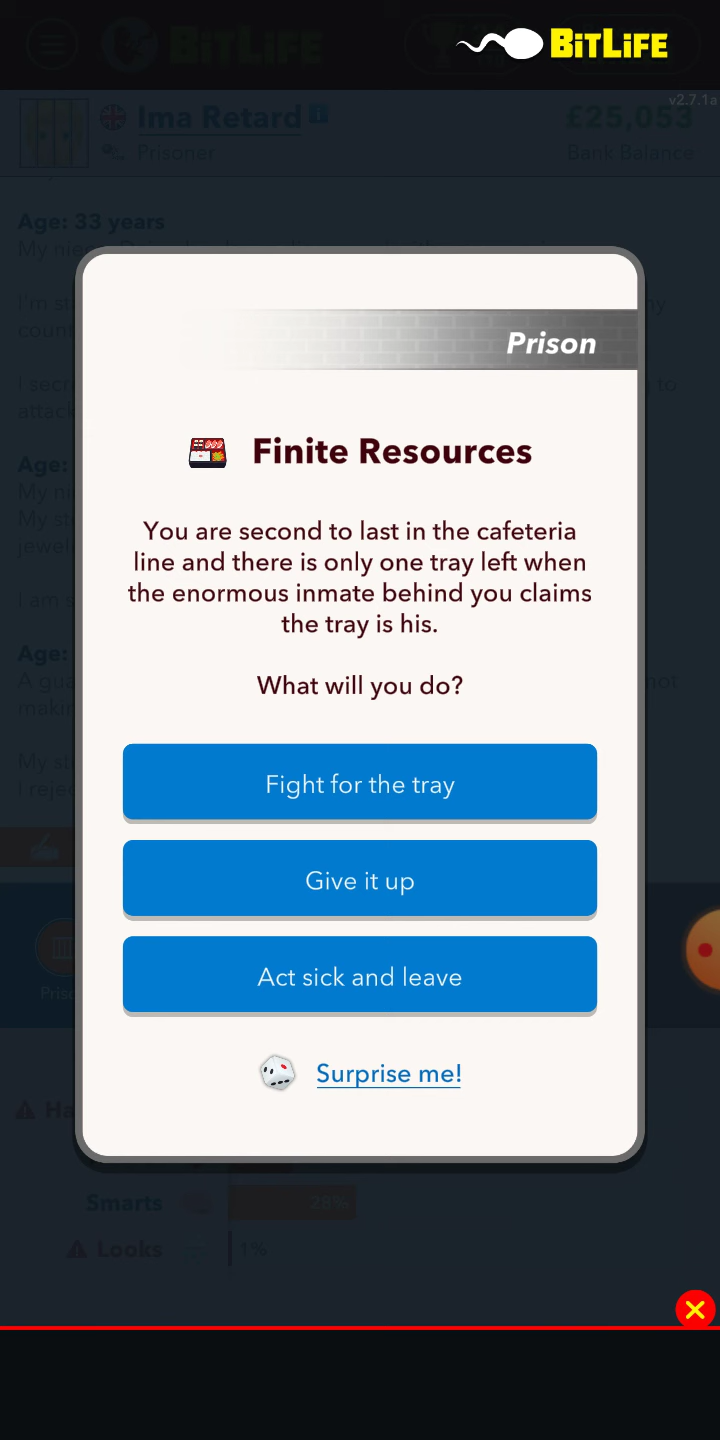 BITLIFE
v2.7.1a
Ima Retard
£25,053
Prisoner
Bank Balance
Age: 33 years
Prison
Finite Resources
You are second to last in the cafeteria
line and there is only one tray left when
the enormous inmate behind you claims
the tray is his.
What will you do?
Fight for the tray
Give it up
Act sick and leave
Surprise me!
Smarts
28%
Looks
1%